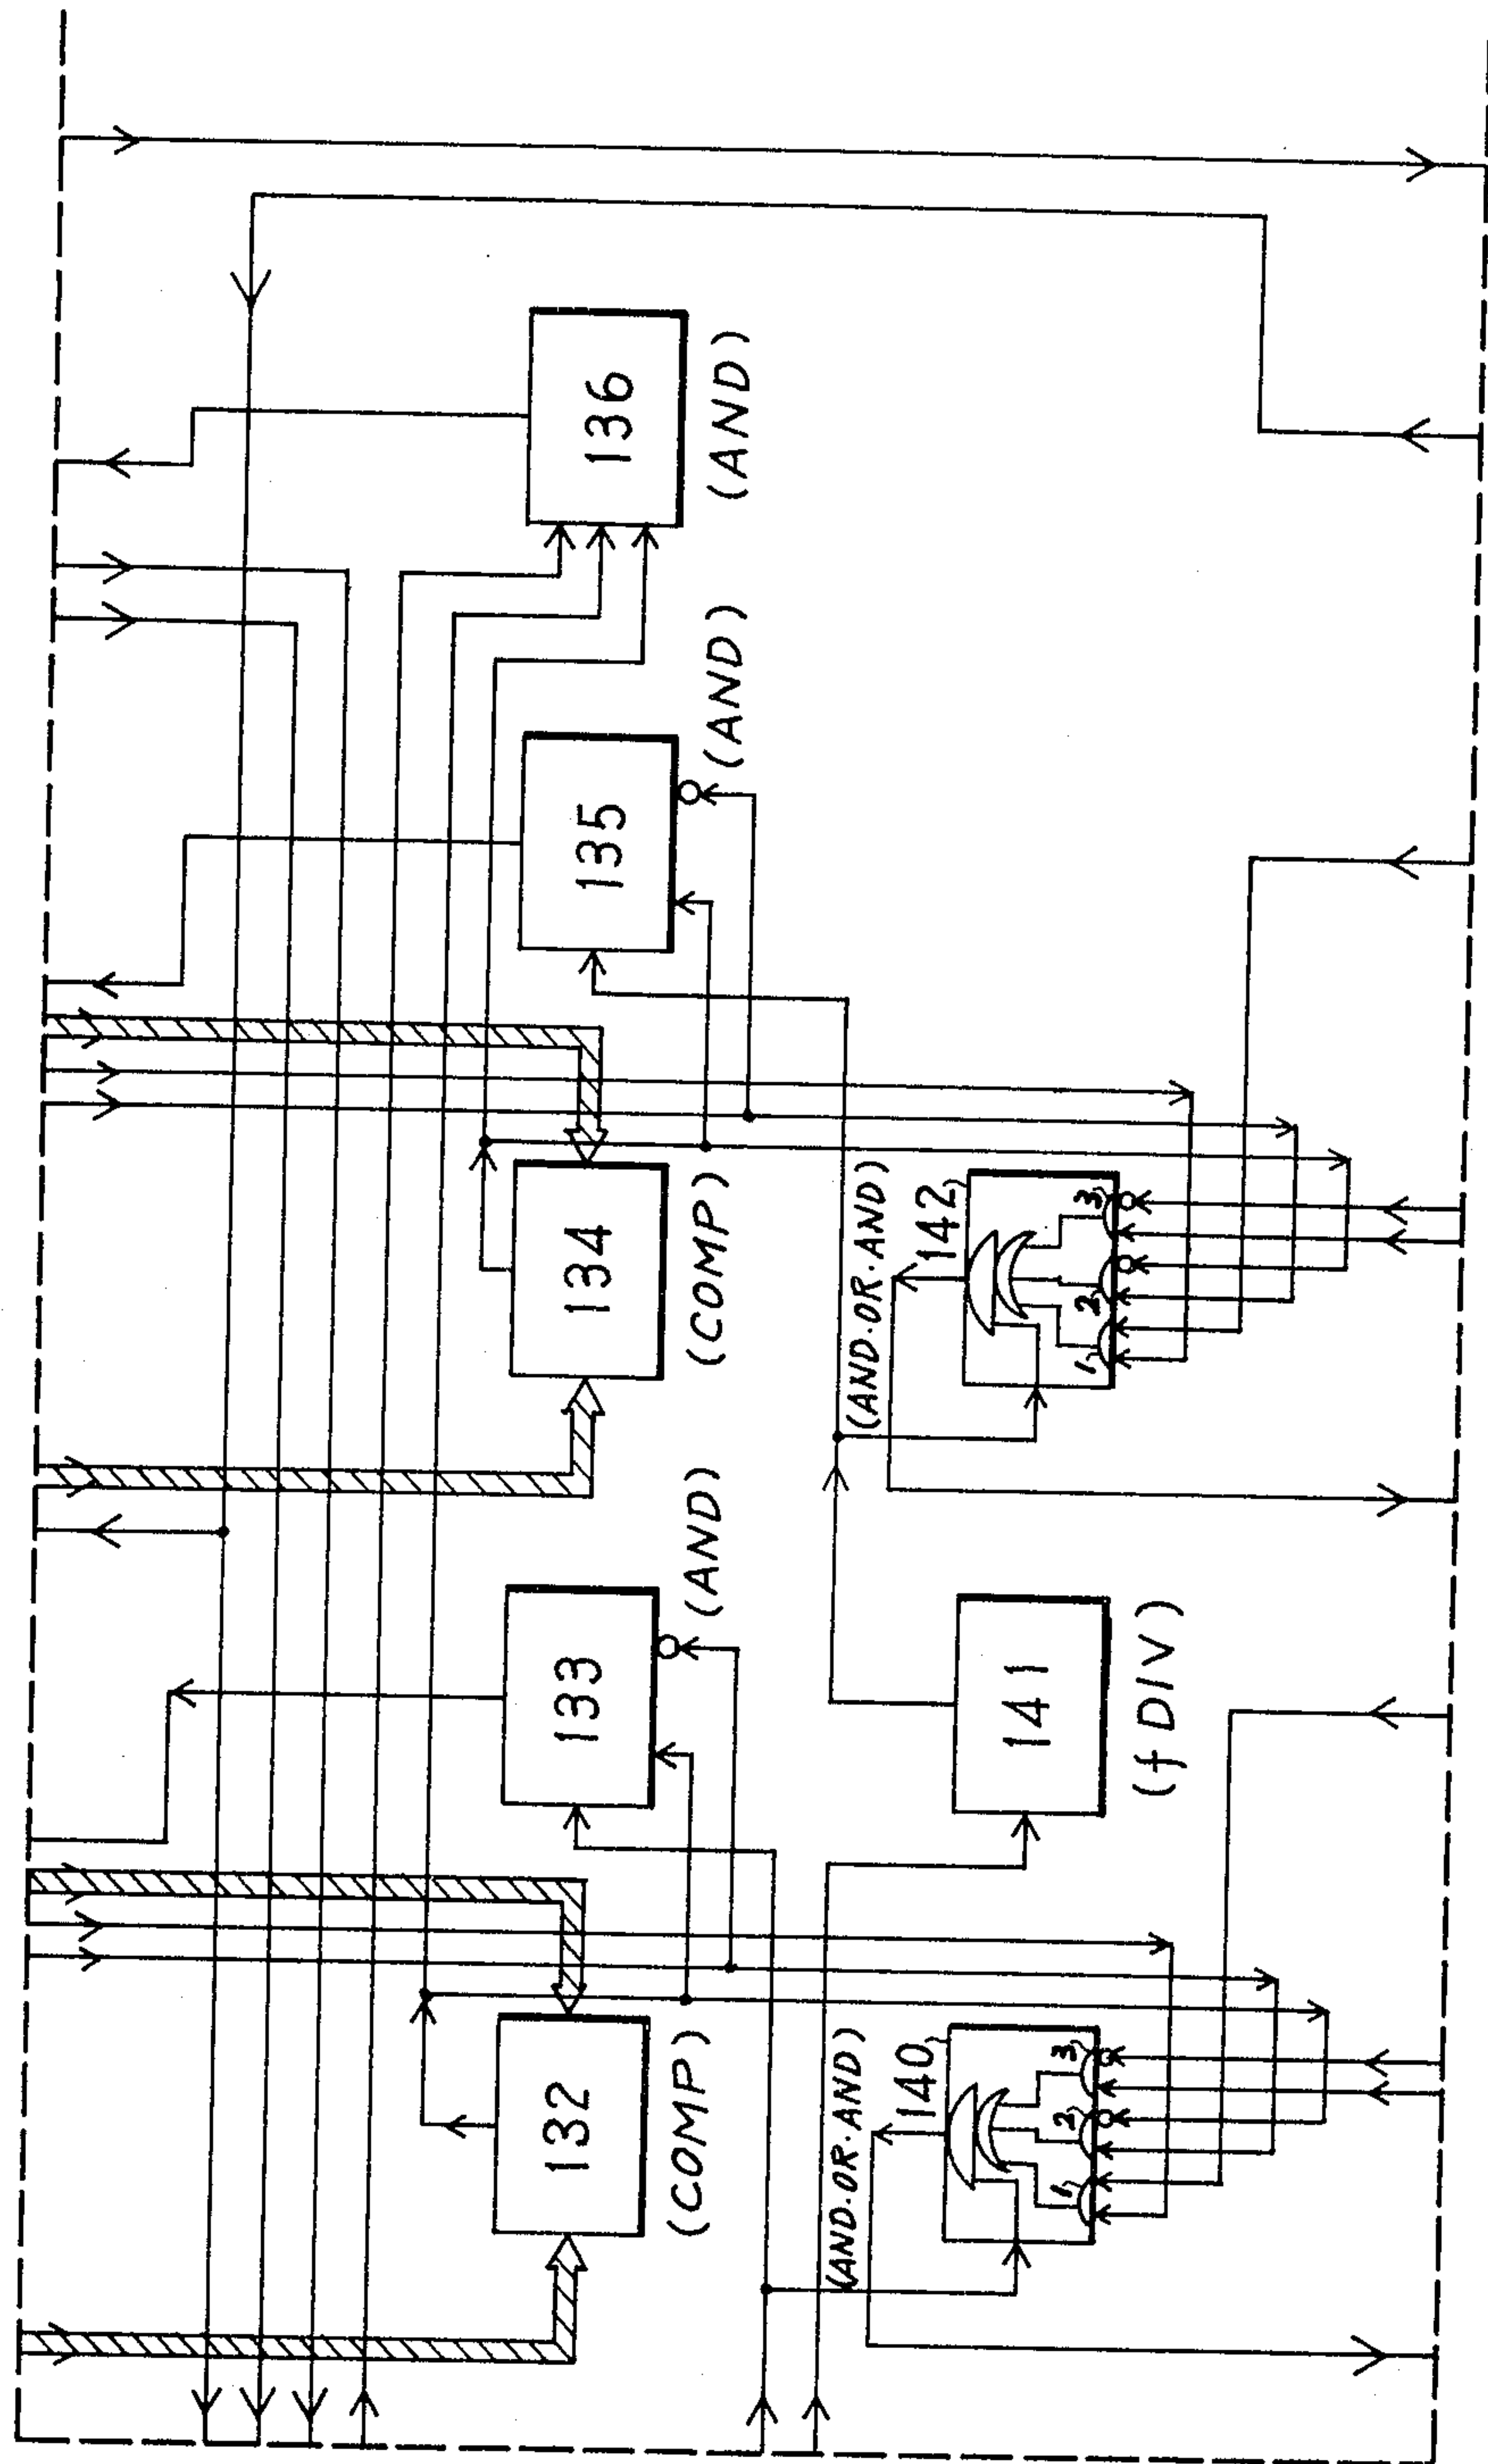 132
(COMP)
133
(AND)
134
(COMP)
135
(AND)
136
(AND)
(AND·OR·AND)
140
1
2
3
141
(f DIV)
(AND·OR·AND)
142
1
2
3